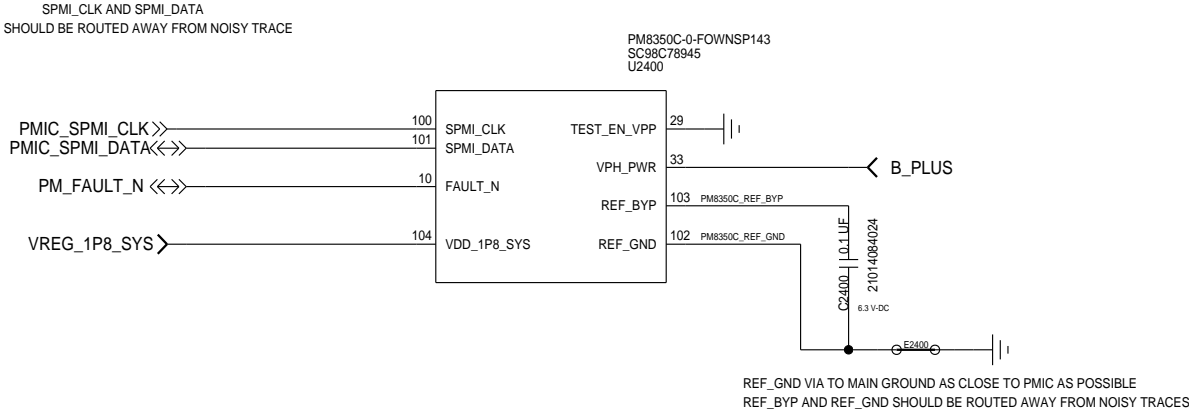 SPMI_CLK AND SPMI_DATA
SHOULD BE ROUTED AWAY FROM NOISY TRACE
PM8350C-0-FOWNSP143
SC98C78945
U2400
PMIC_SPMI_CLK
100
SPMI_CLK
TEST_EN_VPP
29
PMIC_SPMI_DATA
101
SPMI_DATA
VPH_PWR
33
B_PLUS
PM_FAULT_N
10
FAULT_N
REF_BYP
103
PM8350C_REF_BYP
VREG_1P8_SYS
104
VDD_1P8_SYS
REF_GND
102
PM8350C_REF_GND
C2400
0.1 UF
21014084024
6.3 V-DC
E2400
REF_GND VIA TO MAIN GROUND AS CLOSE TO PMIC AS POSSIBLE
REF_BYP AND REF_GND SHOULD BE ROUTED AWAY FROM NOISY TRACES